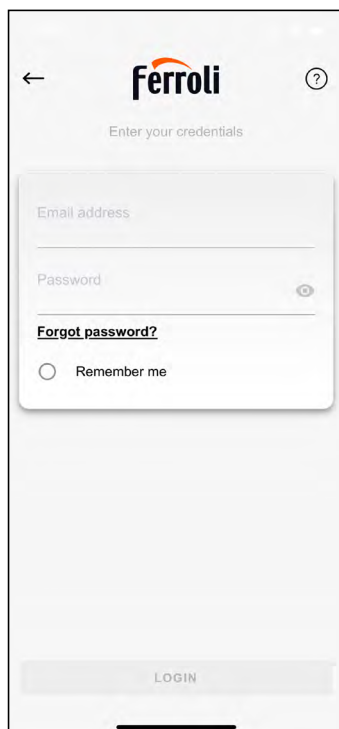 Ferroli
?
Enter your credentials
Email address
Password
Forgot password?
Remember me
LOGIN